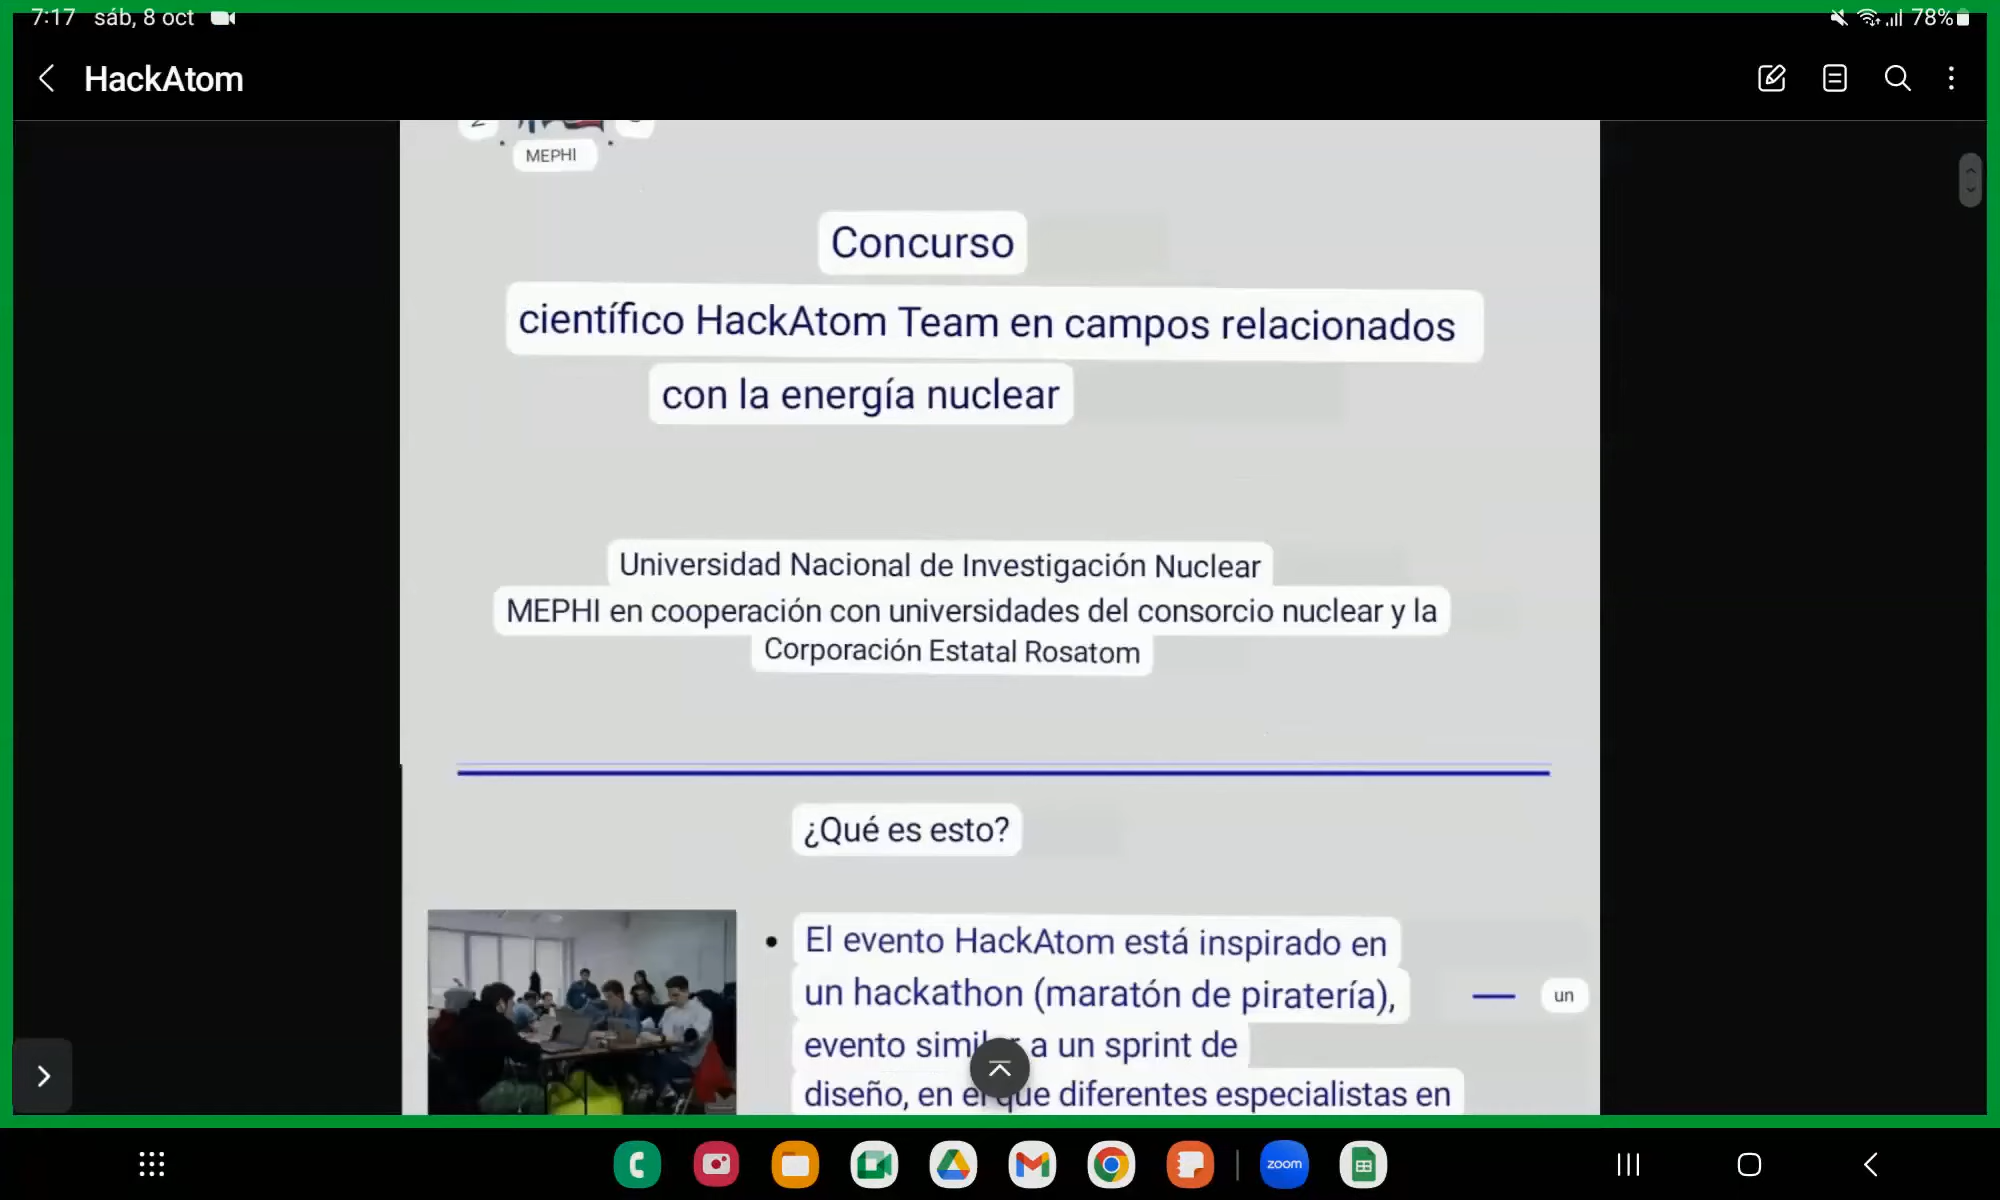 7:17 sáb, 8 oct 78%
HackAtom
MEPHI
Concurso
científico HackAtom Team en campos relacionados
con la energía nuclear
Universidad Nacional de Investigación Nuclear
MEPHI en cooperación con universidades del consorcio nuclear y la
Corporación Estatal Rosatom
¿Qué es esto?
• El evento HackAtom está inspirado en
un hackathon (maratón de piratería), — un
evento similar a un sprint de
diseño, en el que diferentes especialistas en
zoom